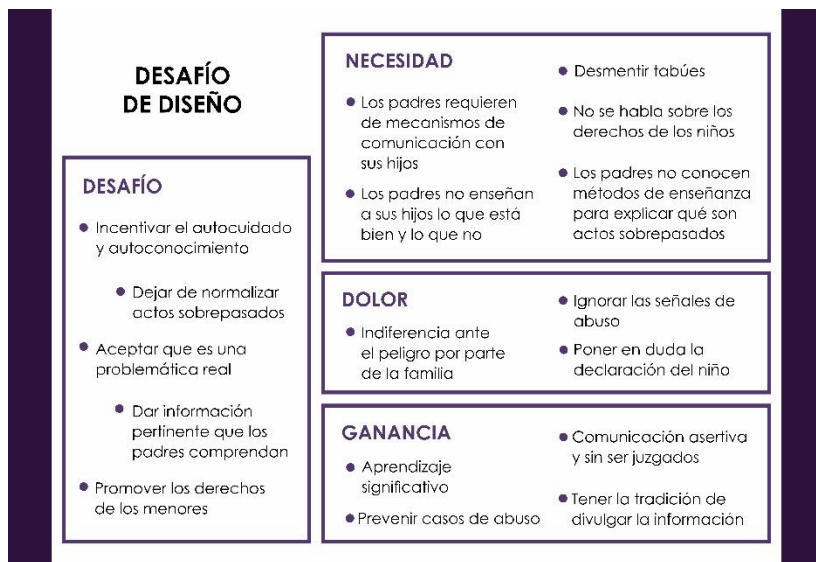 DESAFÍO
DE DISEÑO
DESAFÍO
● Incentivar el autocuidado
y autoconocimiento
● Dejar de normalizar
actos sobrepasados
● Aceptar que es una
problemática real
● Dar información
pertinente que los
padres comprendan
● Promover los derechos
de los menores
NECESIDAD
● Los padres requieren
de mecanismos de
comunicación con
sus hijos
● Los padres no enseñan
a sus hijos lo que está
bien y lo que no
● Desmentir tabúes
● No se habla sobre los
derechos de los niños
● Los padres no conocen
métodos de enseñanza
para explicar qué son
actos sobrepasados
DOLOR
● Indiferencia ante
el peligro por parte
de la familia
● Ignorar las señales de
abuso
● Poner en duda la
declaración del niño
GANANCIA
● Aprendizaje
significativo
● Prevenir casos de abuso
● Comunicación asertiva
y sin ser juzgados
● Tener la tradición de
divulgar la información